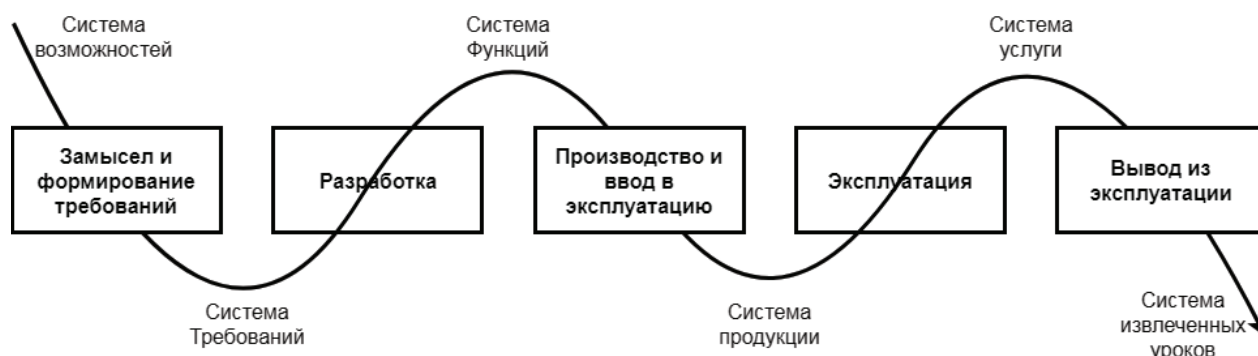 Система
возможностей
Система
Функций
Система
услуги
Замысел и
формирование
требований
Разработка
Производство и
ввод в
эксплуатацию
Эксплуатация
Вывод из
эксплуатации
Система
Требований
Система
продукции
Система
извлеченных
уроков